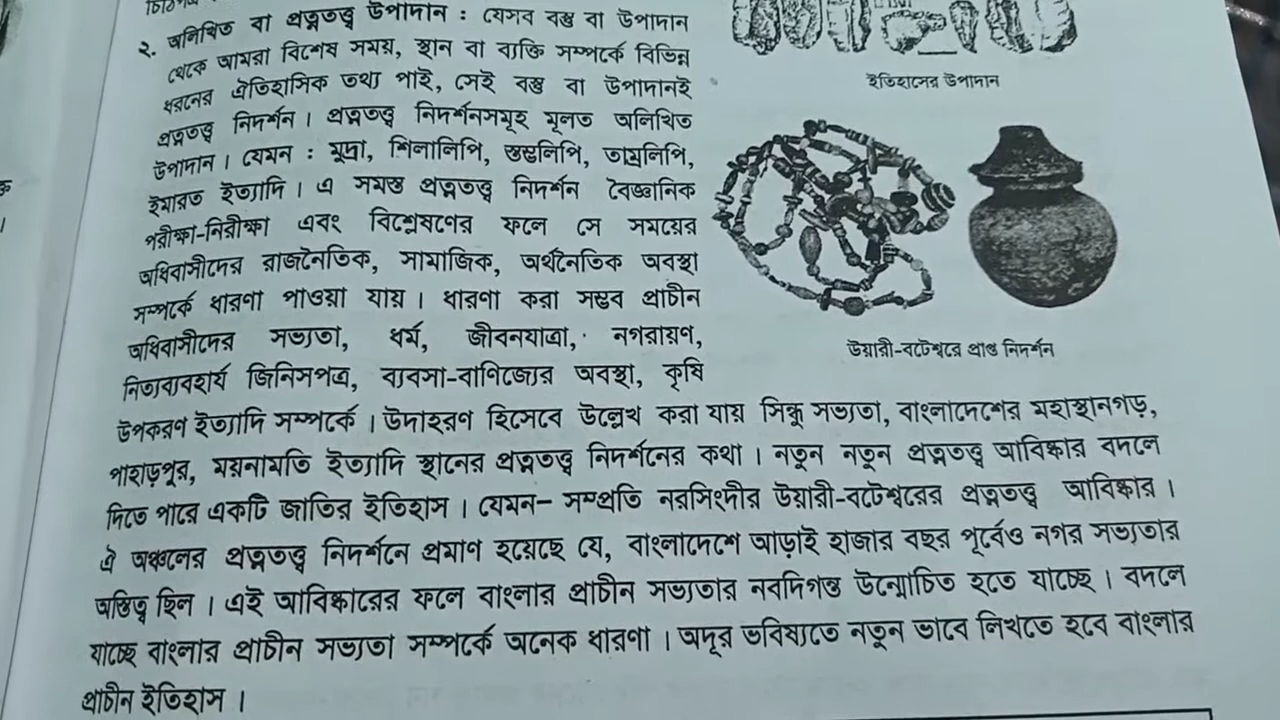 ২. অলিখিত বা প্রত্নতত্ত্ব উপাদান : যেসব বস্তু বা উপাদান
থেকে আমরা বিশেষ সময়, স্থান বা ব্যক্তি সম্পর্কে বিভিন্ন
ধরনের ঐতিহাসিক তথ্য পাই, সেই বস্তু বা উপাদানই
প্রত্নতত্ত্ব নিদর্শন। প্রত্নতত্ত্ব নিদর্শনসমূহ মূলত অলিখিত
উপাদান। যেমন : মুদ্রা, শিলালিপি, স্তম্ভলিপি, তাম্রলিপি,
ইমারত ইত্যাদি। এ সমস্ত প্রত্নতত্ত্ব নিদর্শন বৈজ্ঞানিক
পরীক্ষা-নিরীক্ষা এবং বিশ্লেষণের ফলে সে সময়ের
অধিবাসীদের রাজনৈতিক, সামাজিক, অর্থনৈতিক অবস্থা
সম্পর্কে ধারণা পাওয়া যায়। ধারণা করা সম্ভব প্রাচীন
অধিবাসীদের সভ্যতা, ধর্ম, জীবনযাত্রা, নগরায়ণ,
নিত্যব্যবহার্য জিনিসপত্র, ব্যবসা-বাণিজ্যের অবস্থা, কৃষি
ইতিহাসের উপাদান
উয়ারী-বটেশ্বরে প্রাপ্ত নিদর্শন
উপকরণ ইত্যাদি সম্পর্কে। উদাহরণ হিসেবে উল্লেখ করা যায় সিন্ধু সভ্যতা, বাংলাদেশের মহাস্থানগড়,
পাহাড়পুর, ময়নামতি ইত্যাদি স্থানের প্রত্নতত্ত্ব নিদর্শনের কথা। নতুন নতুন প্রত্নতত্ত্ব আবিষ্কার বদলে
দিতে পারে একটি জাতির ইতিহাস। যেমন– সম্প্রতি নরসিংদীর উয়ারী-বটেশ্বরের প্রত্নতত্ত্ব আবিষ্কার।
ঐ অঞ্চলের প্রত্নতত্ত্ব নিদর্শনে প্রমাণ হয়েছে যে, বাংলাদেশে আড়াই হাজার বছর পূর্বেও নগর সভ্যতার
অস্তিত্ব ছিল। এই আবিষ্কারের ফলে বাংলার প্রাচীন সভ্যতার নবদিগন্ত উন্মোচিত হতে যাচ্ছে। বদলে
যাচ্ছে বাংলার প্রাচীন সভ্যতা সম্পর্কে অনেক ধারণা। অদূর ভবিষ্যতে নতুন ভাবে লিখতে হবে বাংলার
প্রাচীন ইতিহাস।